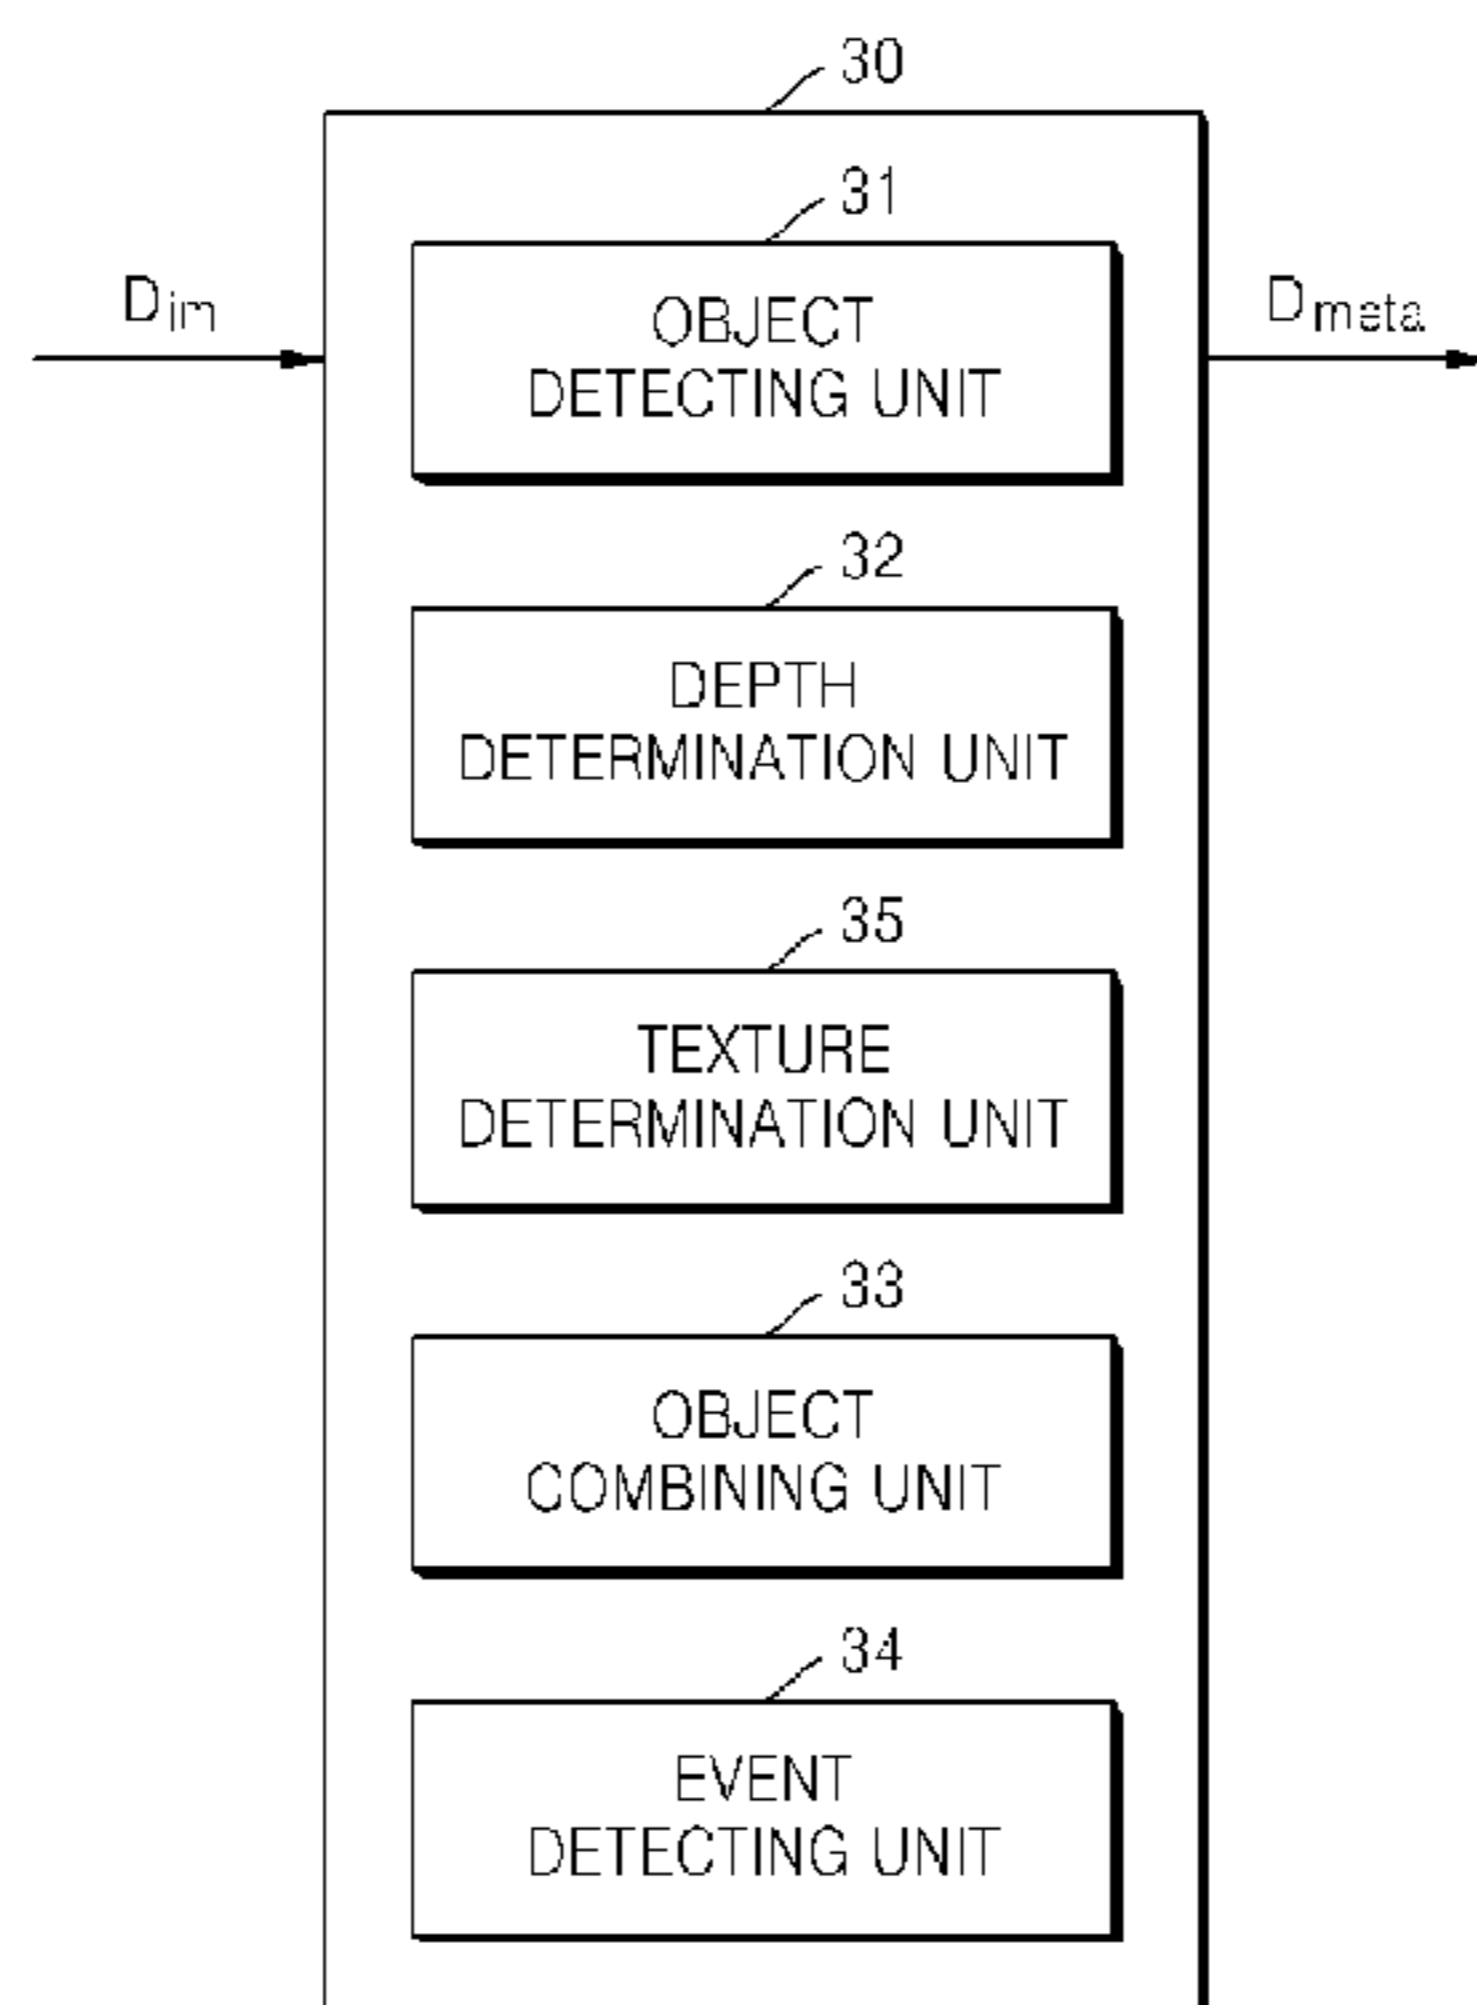 30
31
Dim
Dmeta
OBJECT
DETECTING UNIT
32
DEPTH
DETERMINATION UNIT
35
TEXTURE
DETERMINATION UNIT
33
OBJECT
COMBINING UNIT
34
EVENT
DETECTING UNIT